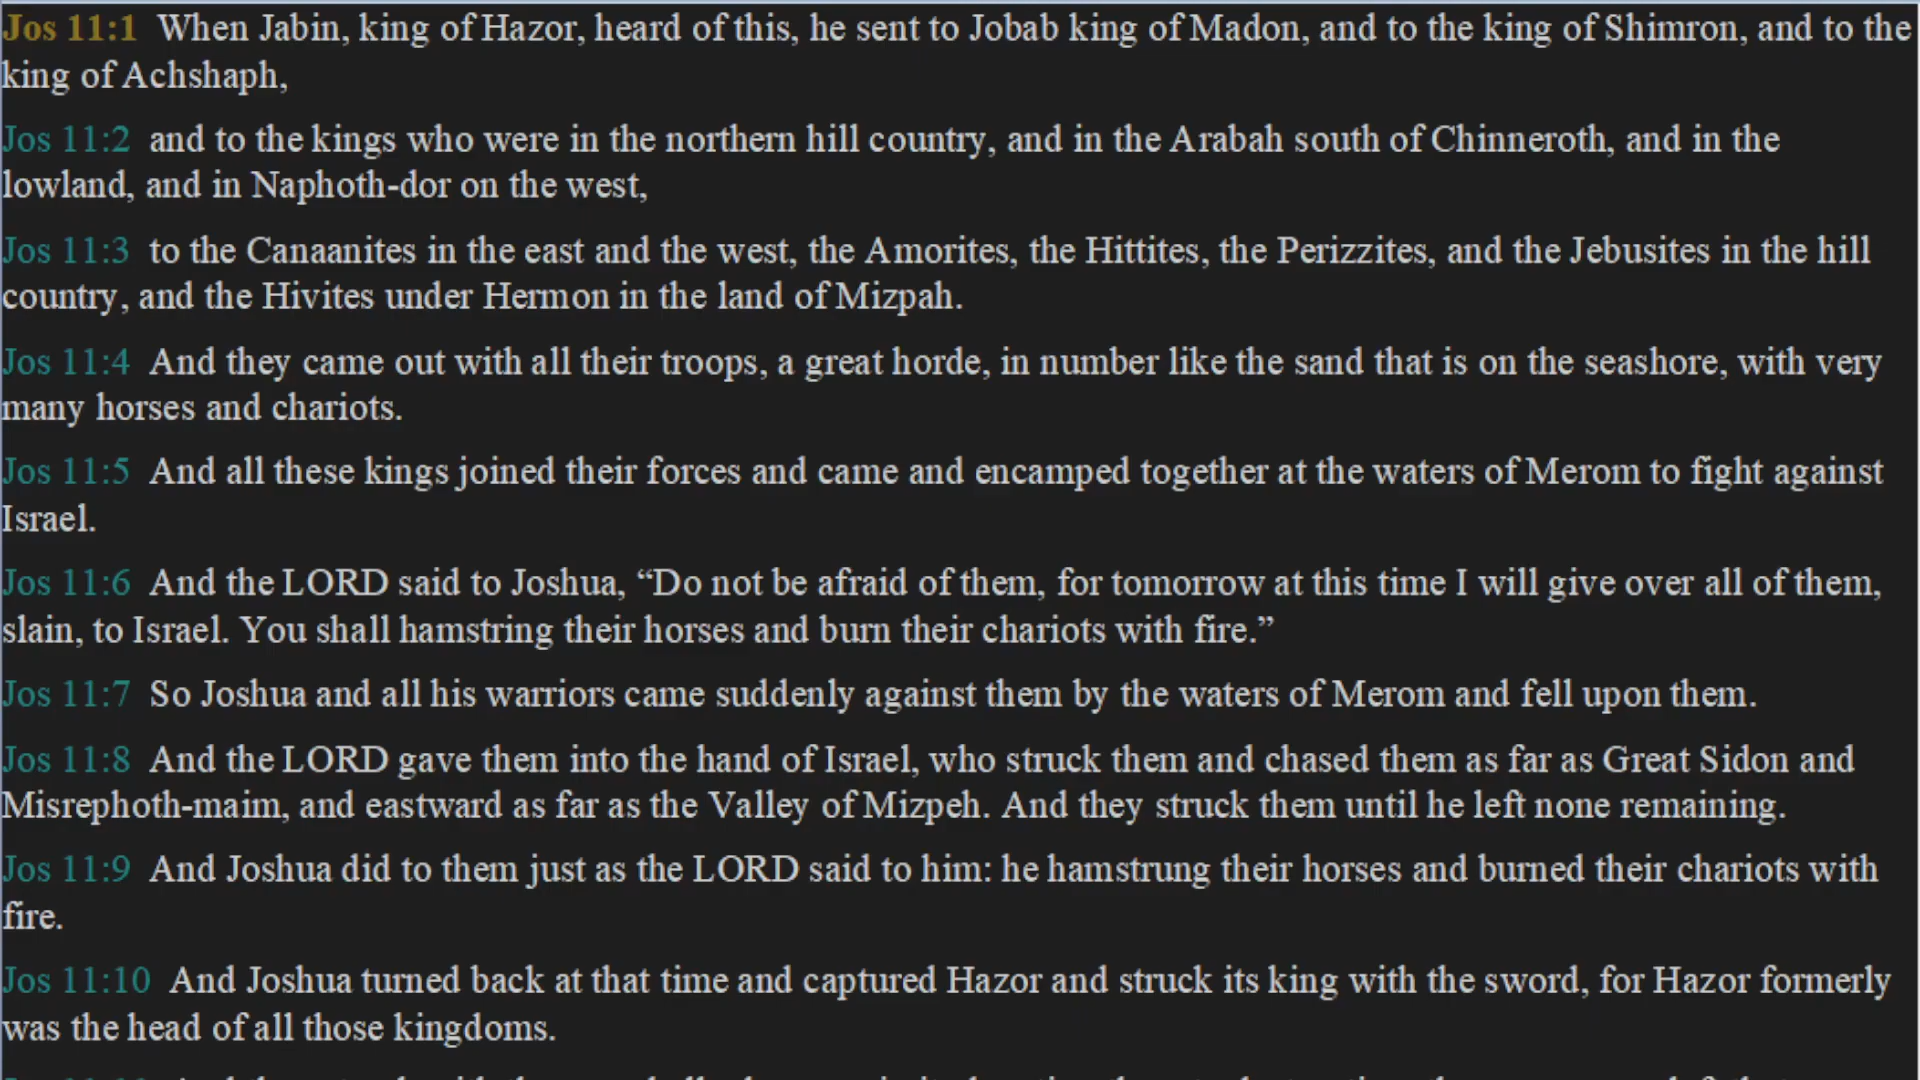 Jos 11:1 When Jabin, king of Hazor, heard of this, he sent to Jobab king of Madon, and to the king of Shimron, and to the
king of Achshaph,
Jos 11:2 and to the kings who were in the northern hill country, and in the Arabah south of Chinneroth, and in the
lowland, and in Naphoth-dor on the west,
Jos 11:3 to the Canaanites in the east and the west, the Amorites, the Hittites, the Perizzites, and the Jebusites in the hill
country, and the Hivites under Hermon in the land of Mizpah.
Jos 11:4 And they came out with all their troops, a great horde, in number like the sand that is on the seashore, with very
many horses and chariots.
Jos 11:5 And all these kings joined their forces and came and encamped together at the waters of Merom to fight against
Israel.
Jos 11:6 And the LORD said to Joshua, “Do not be afraid of them, for tomorrow at this time I will give over all of them,
slain, to Israel. You shall hamstring their horses and burn their chariots with fire.”
Jos 11:7 So Joshua and all his warriors came suddenly against them by the waters of Merom and fell upon them.
Jos 11:8 And the LORD gave them into the hand of Israel, who struck them and chased them as far as Great Sidon and
Misrephoth-maim, and eastward as far as the Valley of Mizpeh. And they struck them until he left none remaining.
Jos 11:9 And Joshua did to them just as the LORD said to him: he hamstrung their horses and burned their chariots with
fire.
Jos 11:10 And Joshua turned back at that time and captured Hazor and struck its king with the sword, for Hazor formerly
was the head of all those kingdoms.